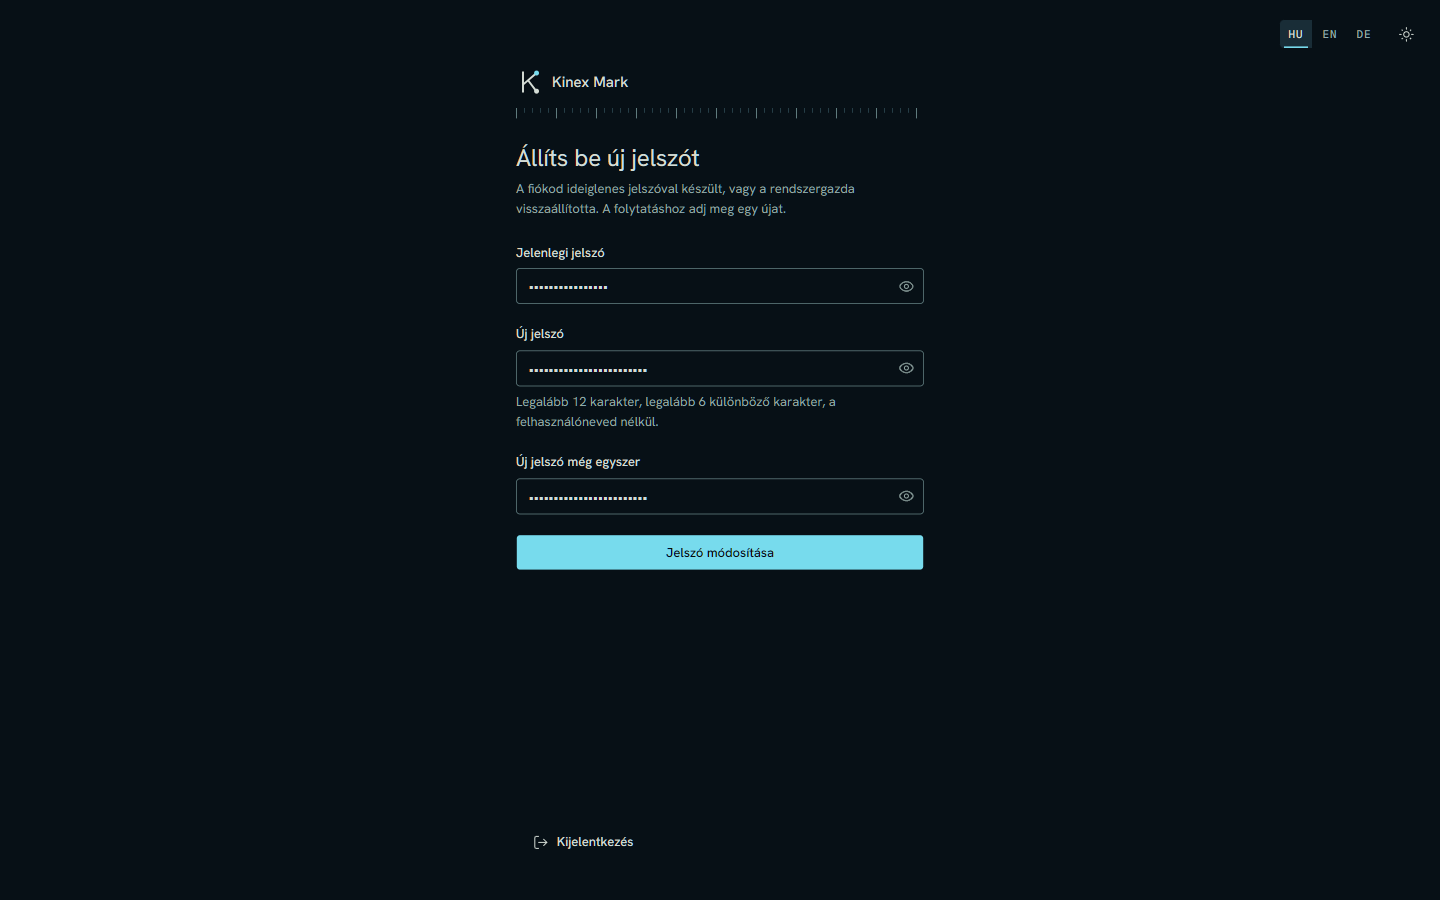 HU EN DE
Kinex Mark
Állíts be új jelszót
A fiókod ideiglenes jelszóval készült, vagy a rendszergazda
visszaállította. A folytatáshoz adj meg egy újat.
Jelenlegi jelszó
Új jelszó
Legalább 12 karakter, legalább 6 különböző karakter, a
felhasználóneved nélkül.
Új jelszó még egyszer
Jelszó módosítása
Kijelentkezés